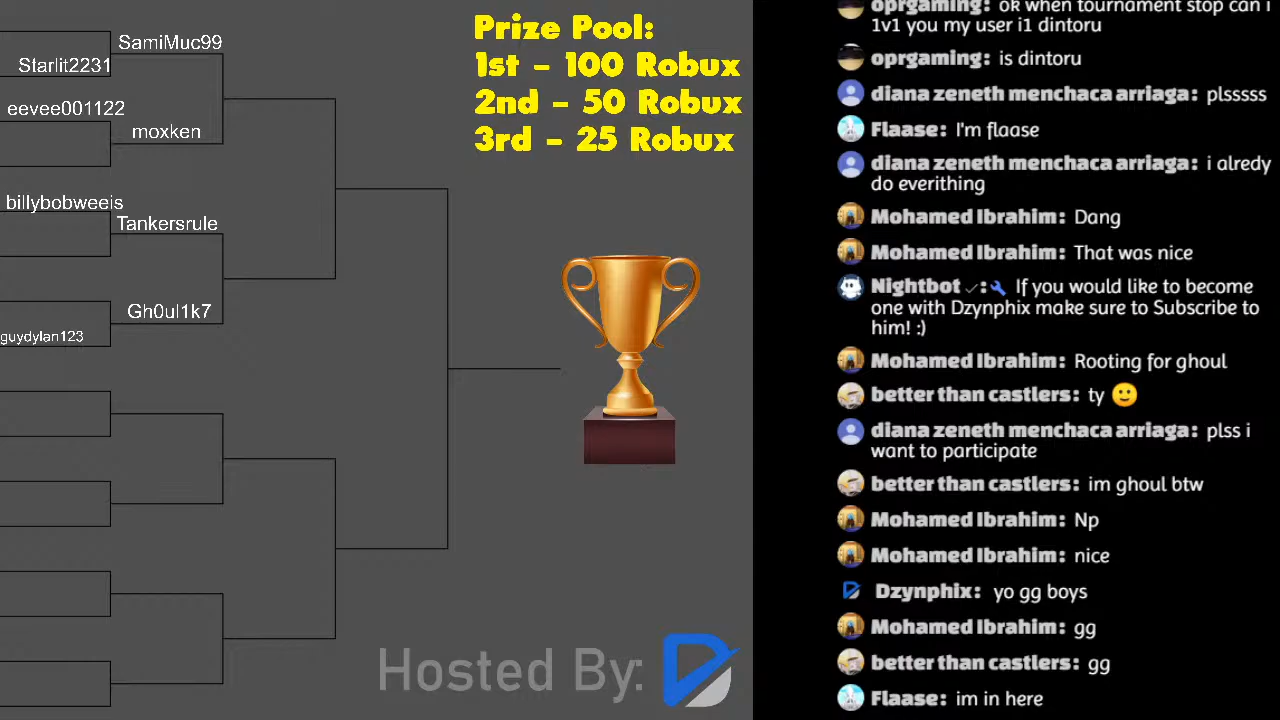 SamiMuc99
Starlit2231
eevee001122
moxken
billybobweeis
Tankersrule
Gh0ul1k7
guydylan123
Prize Pool:
1st – 100 Robux
2nd – 50 Robux
3rd – 25 Robux
Hosted By:
oprgaming: ok when tournament stop can i
1v1 you my user i1 dintoru
oprgaming: is dintoru
diana zeneth menchaca arriaga: plsssss
Flaase: I'm flaase
diana zeneth menchaca arriaga: i alredy
do everithing
Mohamed Ibrahim: Dang
Mohamed Ibrahim: That was nice
Nightbot ✓: If you would like to become
one with Dzynphix make sure to Subscribe to
him! :)
Mohamed Ibrahim: Rooting for ghoul
better than castlers: ty 🙂
diana zeneth menchaca arriaga: plss i
want to participate
better than castlers: im ghoul btw
Mohamed Ibrahim: Np
Mohamed Ibrahim: nice
Dzynphix: yo gg boys
Mohamed Ibrahim: gg
better than castlers: gg
Flaase: im in here